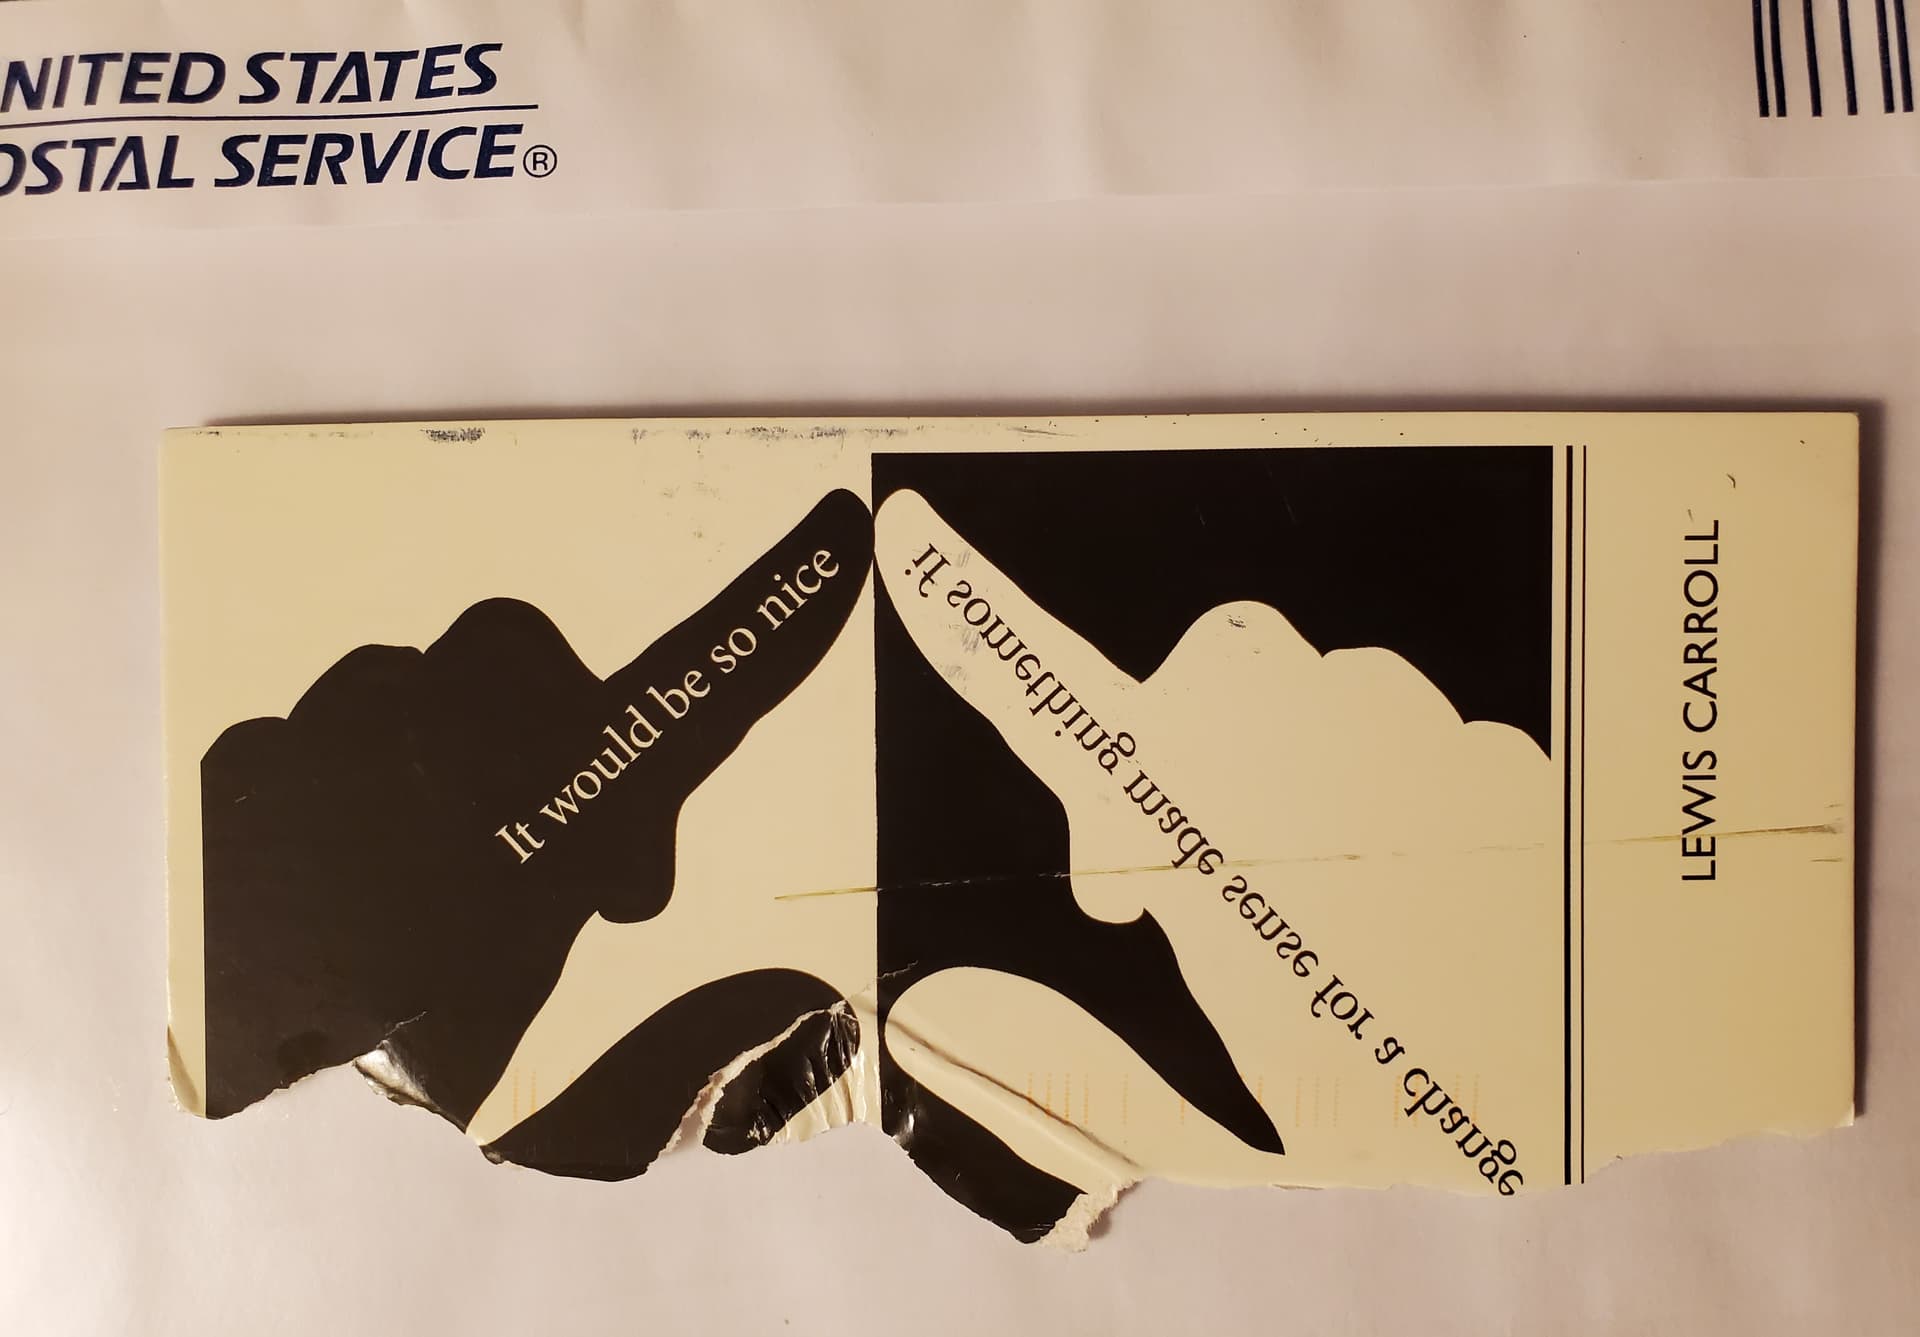 NITED STATES
OSTAL SERVICE®
It would be so nice
if something made sense for a change
LEWIS CARROLL